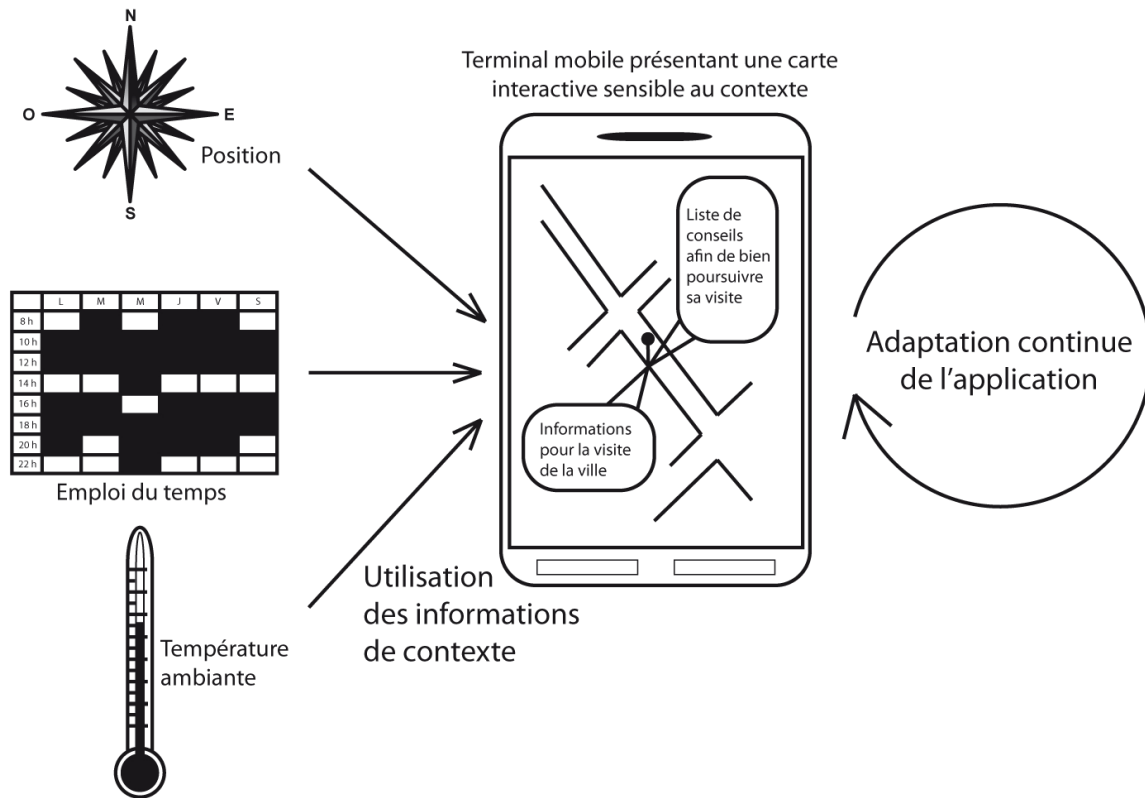 N
O
E
S
Position
L M M J V S
8 h
10 h
12 h
14 h
16 h
18 h
20 h
22 h
Emploi du temps
Température
ambiante
Utilisation
des informations
de contexte
Terminal mobile présentant une carte
interactive sensible au contexte
Liste de
conseils
afin de bien
poursuivre
sa visite
Informations
pour la visite
de la ville
Adaptation continue
de l'application